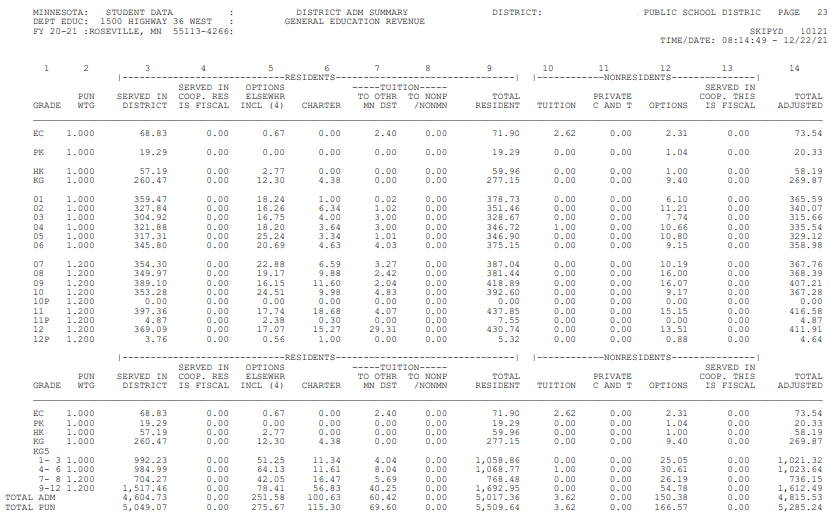 MINNESOTA: STUDENT DATA : DISTRICT ADM SUMMARY DISTRICT: . PUBLIC SCHOOL DISTRIC PAGE 23
DEPT EDUC: 1500 HIGHWAY 36 WEST : GENERAL EDUCATION REVENUE
FY 20-21 :ROSEVILLE, MN 55113-4266: SKIPYD 10121
TIME/DATE: 08:14:49 - 12/22/21
1 2 3 4 5 6 7 8 9 10 11 12 13 14
|-----------------------------------RESIDENTS-----------------------------------| |---------------NONRESIDENTS---------------|
SERVED IN OPTIONS -----TUITION----- SERVED IN
PUN SERVED IN COOP. RES ELSEWHR TO OTHR TO NONP TOTAL PRIVATE COOP. THIS TOTAL
GRADE WTG DISTRICT IS FISCAL INCL (4) CHARTER MN DST /NONMN RESIDENT TUITION C AND T OPTIONS IS FISCAL ADJUSTED
EC 1.000 68.83 0.00 0.67 0.00 2.40 0.00 71.90 2.62 0.00 2.31 0.00 73.54
PK 1.000 19.29 0.00 0.00 0.00 0.00 0.00 19.29 0.00 0.00 1.04 0.00 20.33
HK 1.000 57.19 0.00 2.77 0.00 0.00 0.00 59.96 0.00 0.00 1.00 0.00 58.19
KG 1.000 260.47 0.00 12.30 4.38 0.00 0.00 277.15 0.00 0.00 9.40 0.00 269.87
01 1.000 359.47 0.00 18.24 1.00 0.02 0.00 378.73 0.00 0.00 6.10 0.00 365.59
02 1.000 327.84 0.00 16.26 6.34 1.02 0.00 351.46 0.00 0.00 11.21 0.00 340.07
03 1.000 304.92 0.00 16.75 4.00 3.00 0.00 328.67 0.00 0.00 7.74 0.00 315.66
04 1.000 321.88 0.00 18.20 3.64 3.00 0.00 346.72 1.00 0.00 10.66 0.00 335.54
05 1.000 317.31 0.00 25.24 3.34 1.01 0.00 346.90 0.00 0.00 10.80 0.00 329.12
06 1.000 345.80 0.00 20.69 4.63 4.03 0.00 375.15 0.00 0.00 9.15 0.00 358.98
07 1.200 354.30 0.00 22.88 6.59 3.27 0.00 387.04 0.00 0.00 10.19 0.00 367.76
08 1.200 349.97 0.00 19.17 9.88 2.42 0.00 381.44 0.00 0.00 16.00 0.00 368.39
09 1.200 389.10 0.00 16.15 11.60 2.04 0.00 418.89 0.00 0.00 16.07 0.00 407.21
10 1.200 353.28 0.00 24.51 9.98 4.83 0.00 392.60 0.00 0.00 9.17 0.00 367.28
10P 1.200 0.00 0.00 0.00 0.00 0.00 0.00 0.00 0.00 0.00 0.00 0.00 0.00
11 1.200 397.36 0.00 17.74 18.68 4.07 0.00 437.85 0.00 0.00 15.15 0.00 416.58
11P 1.200 4.87 0.00 2.38 0.30 0.00 0.00 7.55 0.00 0.00 0.00 0.00 4.87
12 1.200 369.09 0.00 17.07 15.27 29.31 0.00 430.74 0.00 0.00 13.51 0.00 411.91
12P 1.200 3.76 0.00 0.56 1.00 0.00 0.00 5.32 0.00 0.00 0.88 0.00 4.64
|-----------------------------------RESIDENTS-----------------------------------| |---------------NONRESIDENTS---------------|
SERVED IN OPTIONS -----TUITION----- SERVED IN
PUN SERVED IN COOP. RES ELSEWHR TO OTHR TO NONP TOTAL PRIVATE COOP. THIS TOTAL
GRADE WTG DISTRICT IS FISCAL INCL (4) CHARTER MN DST /NONMN RESIDENT TUITION C AND T OPTIONS IS FISCAL ADJUSTED
EC 1.000 68.83 0.00 0.67 0.00 2.40 0.00 71.90 2.62 0.00 2.31 0.00 73.54
PK 1.000 19.29 0.00 0.00 0.00 0.00 0.00 19.29 0.00 0.00 1.04 0.00 20.33
HK 1.000 57.19 0.00 2.77 0.00 0.00 0.00 59.96 0.00 0.00 1.00 0.00 58.19
KG 1.000 260.47 0.00 12.30 4.38 0.00 0.00 277.15 0.00 0.00 9.40 0.00 269.87
KG5
1- 3 1.000 992.23 0.00 51.25 11.34 4.04 0.00 1,058.86 0.00 0.00 25.05 0.00 1,021.32
4- 6 1.000 984.99 0.00 64.13 11.61 8.04 0.00 1,068.77 1.00 0.00 30.61 0.00 1,023.64
7- 8 1.200 704.27 0.00 42.05 16.47 5.69 0.00 768.48 0.00 0.00 26.19 0.00 736.15
9-12 1.200 1,517.46 0.00 78.41 56.83 40.25 0.00 1,692.95 0.00 0.00 54.78 0.00 1,612.49
TOTAL ADM 4,604.73 0.00 251.58 100.63 60.42 0.00 5,017.36 3.62 0.00 150.38 0.00 4,815.53
TOTAL PUN 5,049.07 0.00 275.67 115.30 69.60 0.00 5,509.64 3.62 0.00 166.57 0.00 5,285.24